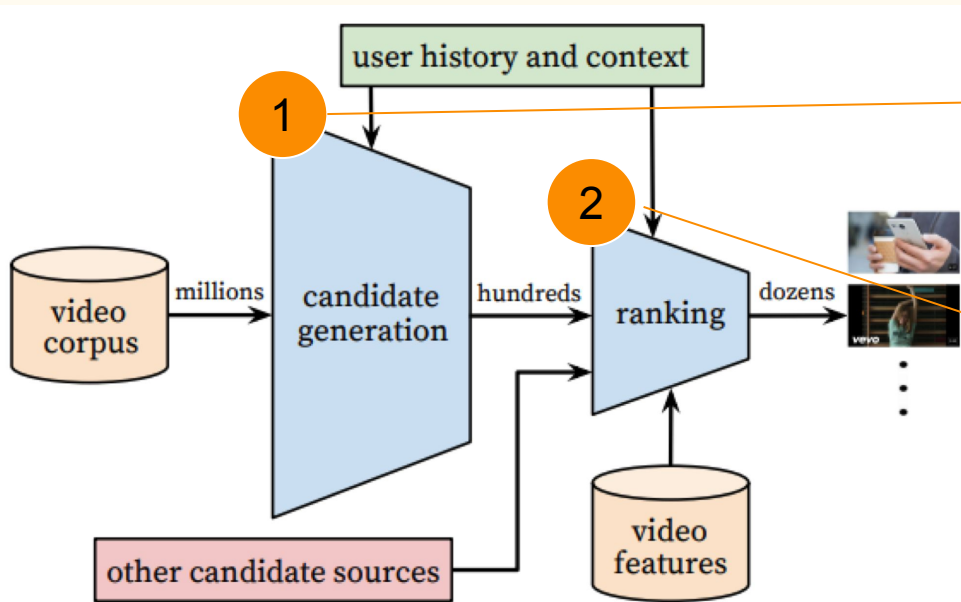 user history and context
1
2
video
corpus
millions
candidate
generation
hundreds
ranking
dozens
vevo
other candidate sources
video
features